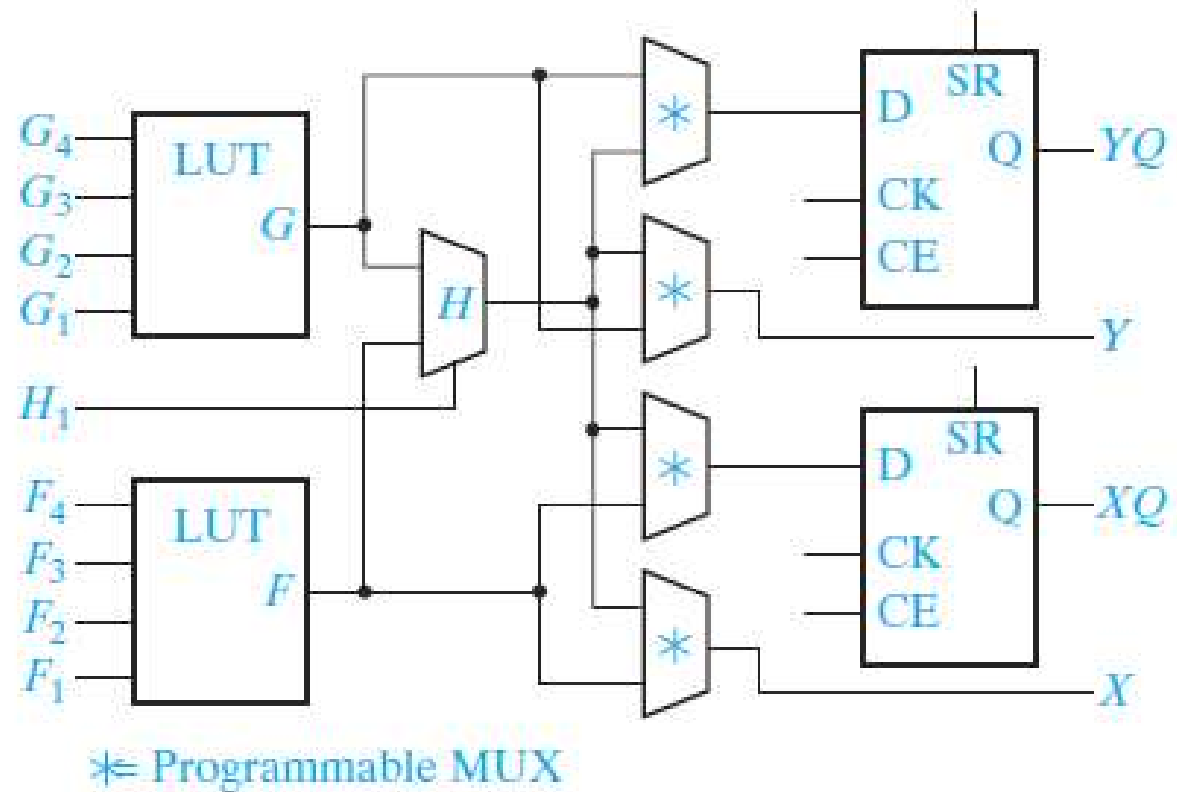 G4
G3
G2
G1
LUT
G
H1
H
F4
F3
F2
F1
LUT
F
*
*
*
*
D
SR
Q
CK
CE
YQ
Y
D
SR
Q
CK
CE
XQ
X
*= Programmable MUX